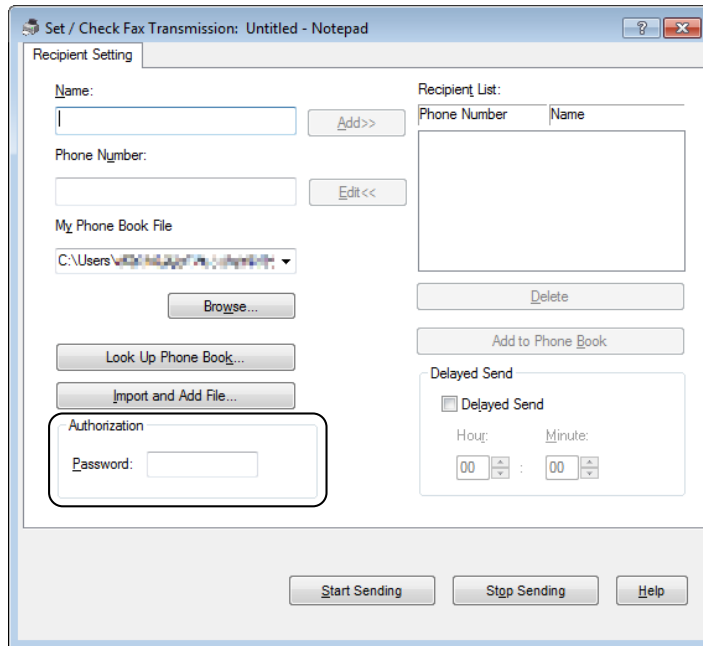 Set / Check Fax Transmission: Untitled - Notepad
Recipient Setting
Name:
Add>>
Phone Number:
Edit<<
My Phone Book File
C:\Users\
Browse...
Look Up Phone Book...
Import and Add File...
Authorization
Password:
Recipient List:
Phone Number Name
Delete
Add to Phone Book
Delayed Send
Delayed Send
Hour: Minute:
00 : 00
Start Sending Stop Sending Help